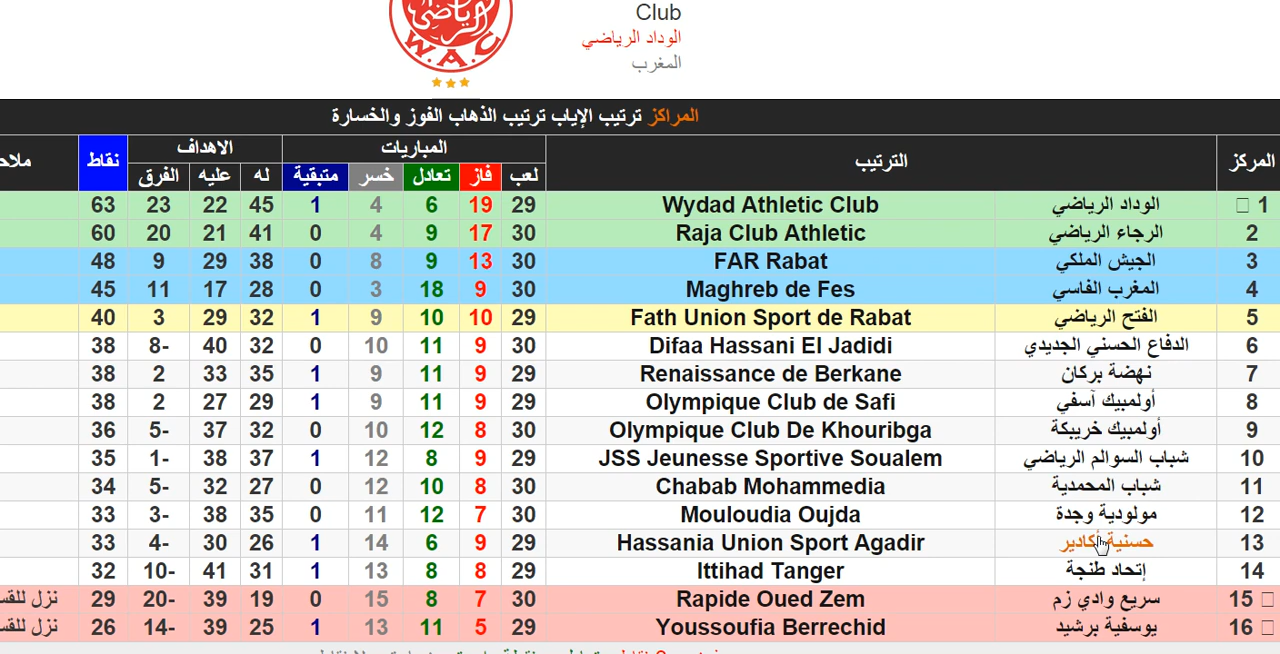 Club
الوداد الرياضي
المغرب
الرياضي
W.A.C
المراكز ترتيب الإياب ترتيب الذهاب الفوز والخسارة
المركز الترتيب المباريات الاهداف نقاط
لعب فاز تعادل خسر متبقية له عليه الفرق
1 الوداد الرياضي Wydad Athletic Club 29 19 6 4 1 45 22 23 63
2 الرجاء الرياضي Raja Club Athletic 30 17 9 4 0 41 21 20 60
3 الجيش الملكي FAR Rabat 30 13 9 8 0 38 29 9 48
4 المغرب الفاسي Maghreb de Fes 30 9 18 3 0 28 17 11 45
5 الفتح الرياضي Fath Union Sport de Rabat 29 10 10 9 1 32 29 3 40
6 الدفاع الحسني الجديدي Difaa Hassani El Jadidi 30 9 11 10 0 32 40 8- 38
7 نهضة بركان Renaissance de Berkane 29 9 11 9 1 35 33 2 38
8 أولمبيك آسفي Olympique Club de Safi 29 9 11 9 1 29 27 2 38
9 أولمبيك خريبكة Olympique Club De Khouribga 30 8 12 10 0 32 37 5- 36
10 شباب السوالم الرياضي JSS Jeunesse Sportive Soualem 29 9 8 12 1 37 38 1- 35
11 شباب المحمدية Chabab Mohammedia 30 8 10 12 0 27 32 5- 34
12 مولودية وجدة Mouloudia Oujda 30 7 12 11 0 35 38 3- 33
13 حسنية أكادير Hassania Union Sport Agadir 29 9 6 14 1 26 30 4- 33
14 إتحاد طنجة Ittihad Tanger 29 8 8 13 1 31 41 10- 32
15 سريع وادي زم Rapide Oued Zem 30 7 8 15 0 19 39 20- 29 نزل
16 يوسفية برشيد Youssoufia Berrechid 29 5 11 13 1 25 39 14- 26 نزل